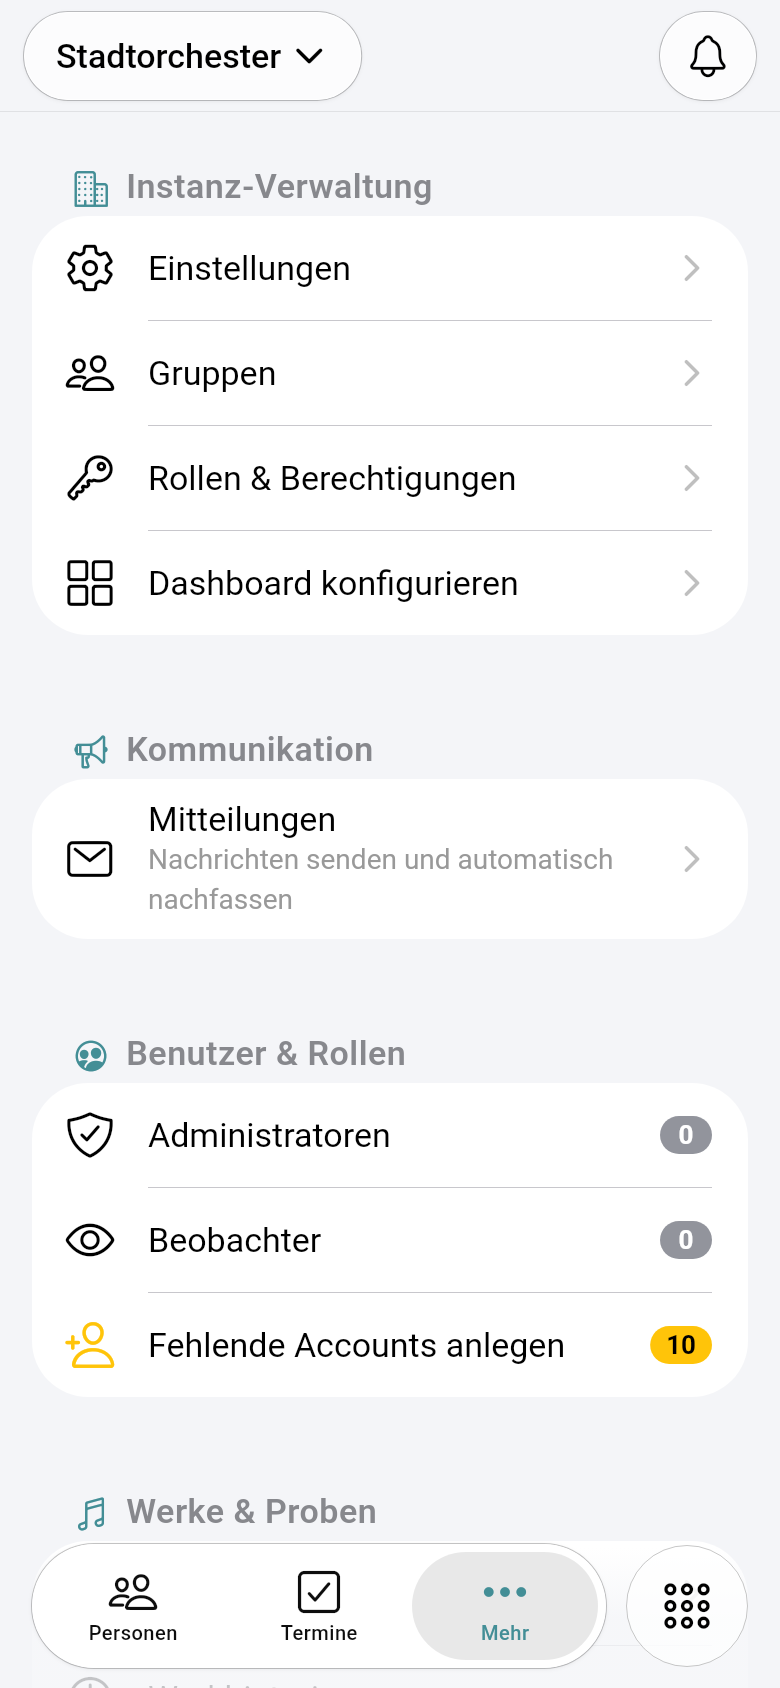 Stadtorchester
Instanz-Verwaltung
Einstellungen
Gruppen
Rollen & Berechtigungen
Dashboard konfigurieren
Kommunikation
Mitteilungen
Nachrichten senden und automatisch
nachfassen
Benutzer & Rollen
Administratoren 0
Beobachter 0
Fehlende Accounts anlegen 10
Werke & Proben
Personen
Termine
Mehr